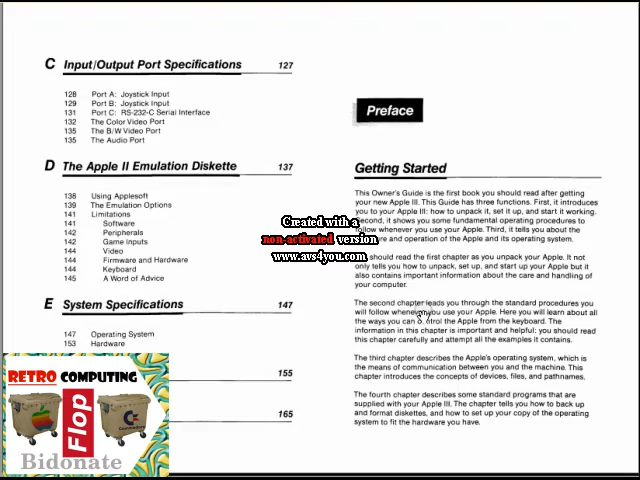 C Input/Output Port Specifications 127
128 Port A: Joystick Input
129 Port B: Joystick Input
131 Port C: RS-232-C Serial Interface
132 The Color Video Port
135 The B/W Video Port
135 The Audio Port
D The Apple II Emulation Diskette 137
138 Using Applesoft
139 The Emulation Options
141 Limitations
141 Software
142 Peripherals
142 Game Inputs
144 Video
144 Firmware and Hardware
144 Keyboard
145 A Word of Advice
E System Specifications 147
147 Operating System
153 Hardware
155
165
Preface
Getting Started
This Owner's Guide is the first book you should read after getting
your new Apple III. This Guide has three functions. First, it introduces
you to your Apple III: how to unpack it, set it up, and start it working.
Second, it shows you some fundamental operating procedures to
follow whenever you use your Apple. Third, it tells you about the
and operation of the Apple and its operating system.
should read the first chapter as you unpack your Apple. It not
only tells you how to unpack, set up, and start your Apple but it
also contains important information about the care and handling of
your computer.
The second chapter leads you through the standard procedures you
will follow whenever you use your Apple. Here you will learn about all
the ways you can control the Apple from the keyboard. The
information in this chapter is important and helpful: you should read
this chapter carefully and attempt all the examples it contains.
The third chapter describes the Apple's operating system, which is
the means of communication between you and the machine. This
chapter introduces the concepts of devices, files, and pathnames.
The fourth chapter describes some standard programs that are
supplied with your Apple III. The chapter tells you how to back up
and format diskettes, and how to set up your copy of the operating
system to fit the hardware you have.
Created with a
non-activated version
www.avs4you.com
RETRO COMPUTING
Flop
Commodore
Bidonate